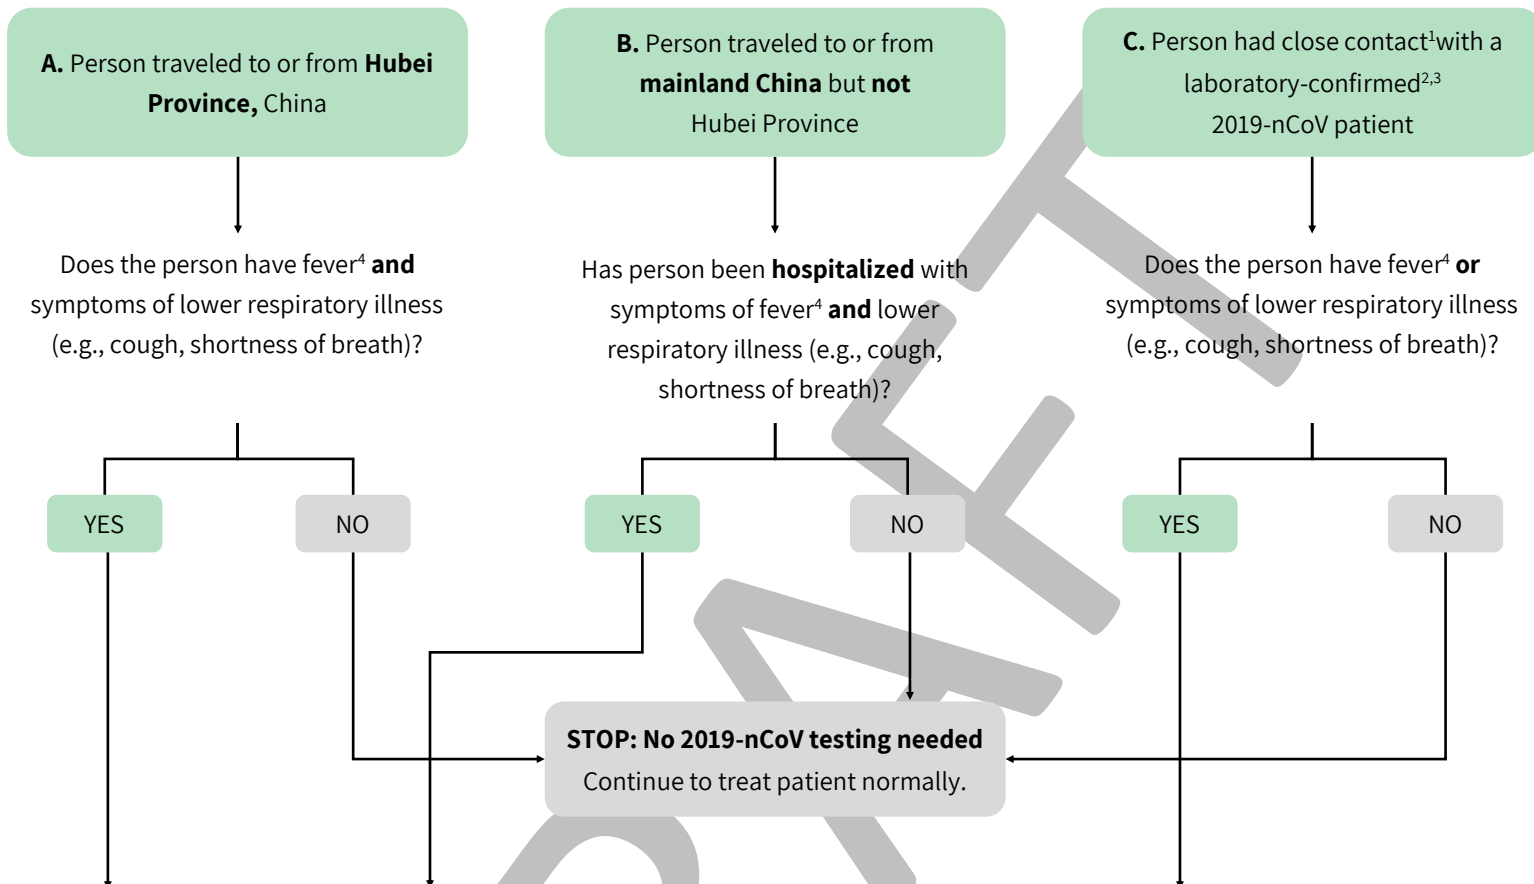 A. Person traveled to or from Hubei
Province, China
B. Person traveled to or from
mainland China but not
Hubei Province
C. Person had close contact¹with a
laboratory-confirmed²,³
2019-nCoV patient
Does the person have fever⁴ and
symptoms of lower respiratory illness
(e.g., cough, shortness of breath)?
Has person been hospitalized with
symptoms of fever⁴ and lower
respiratory illness (e.g., cough,
shortness of breath)?
Does the person have fever⁴ or
symptoms of lower respiratory illness
(e.g., cough, shortness of breath)?
YES
NO
YES
NO
YES
NO
STOP: No 2019-nCoV testing needed
Continue to treat patient normally.
RAFT